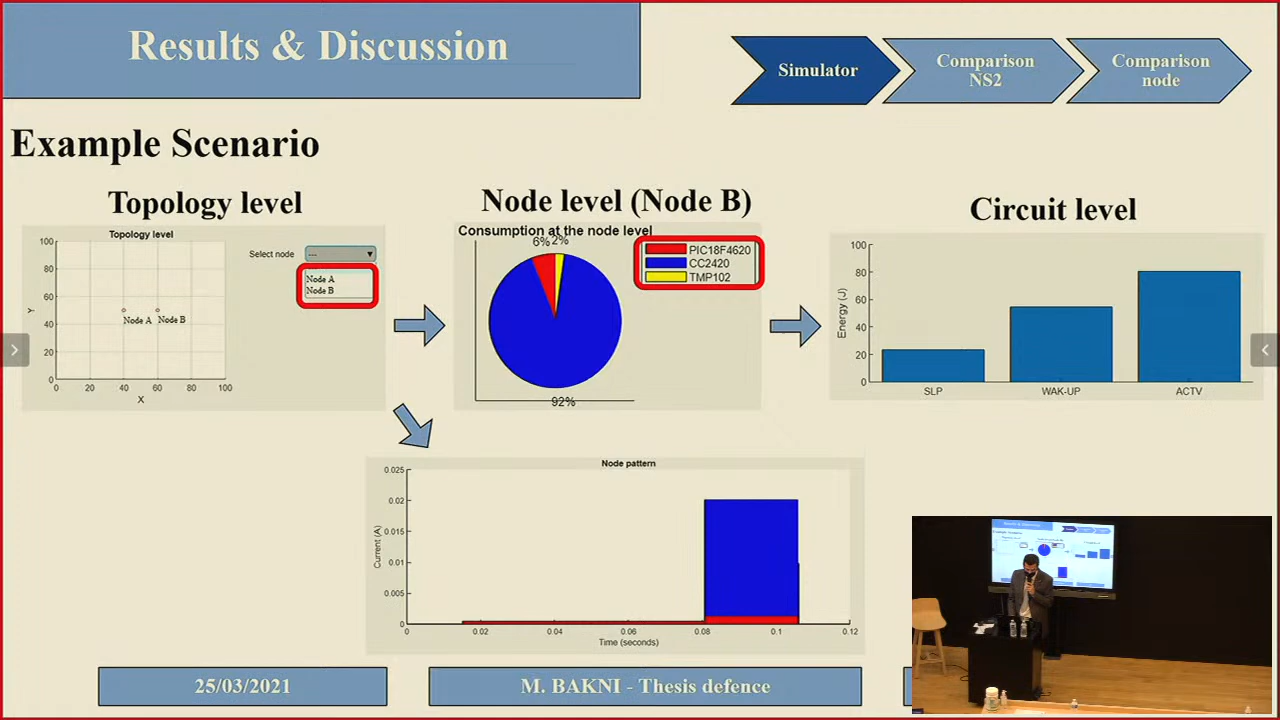 Results & Discussion
Simulator
Comparison
NS2
Comparison
node
Example Scenario
Topology level
Node level (Node B)
Circuit level
Topology level
100
80
60
40
20
0
Y
0 20 40 60 80 100
X
Node A Node B
Select node
---
Node A
Node B
Consumption at the node level
6% 2%
92%
PIC18F4620
CC2420
TMP102
100
80
60
40
20
0
Energy (J)
SLP WAK-UP ACTV
Node pattern
0.025
0.02
0.015
0.01
0.005
0
Current (A)
0 0.02 0.04 0.06 0.08 0.1 0.12
Time (seconds)
25/03/2021
M. BAKNI - Thesis defence